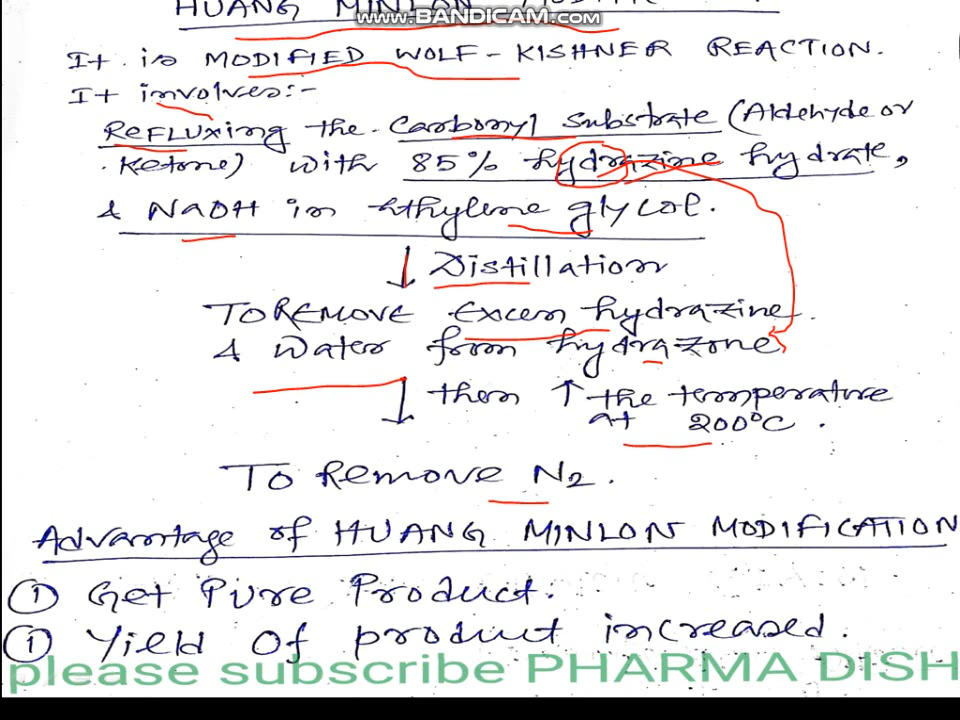 HUANG MINLON
www.BANDICAM.com
It is MODIFIED WOLF-KISHNER REACTION.
It involves:-
REFLUXing the Carbonyl substrate (Aldehyde or
Ketone) with 85% hydrazine hydrate,
& NaOH in Ethylene glycol.
↓ Distillation
TO REMOVE Excess hydrazine
& Water from hydrazone
↓ then ↑ the temperature
at 200°C.
TO Remove N2.
Advantage of HUANG MINLON MODIFICATION
① Get Pure Product.
① Yield Of product increased.
please subscribe PHARMA DISH